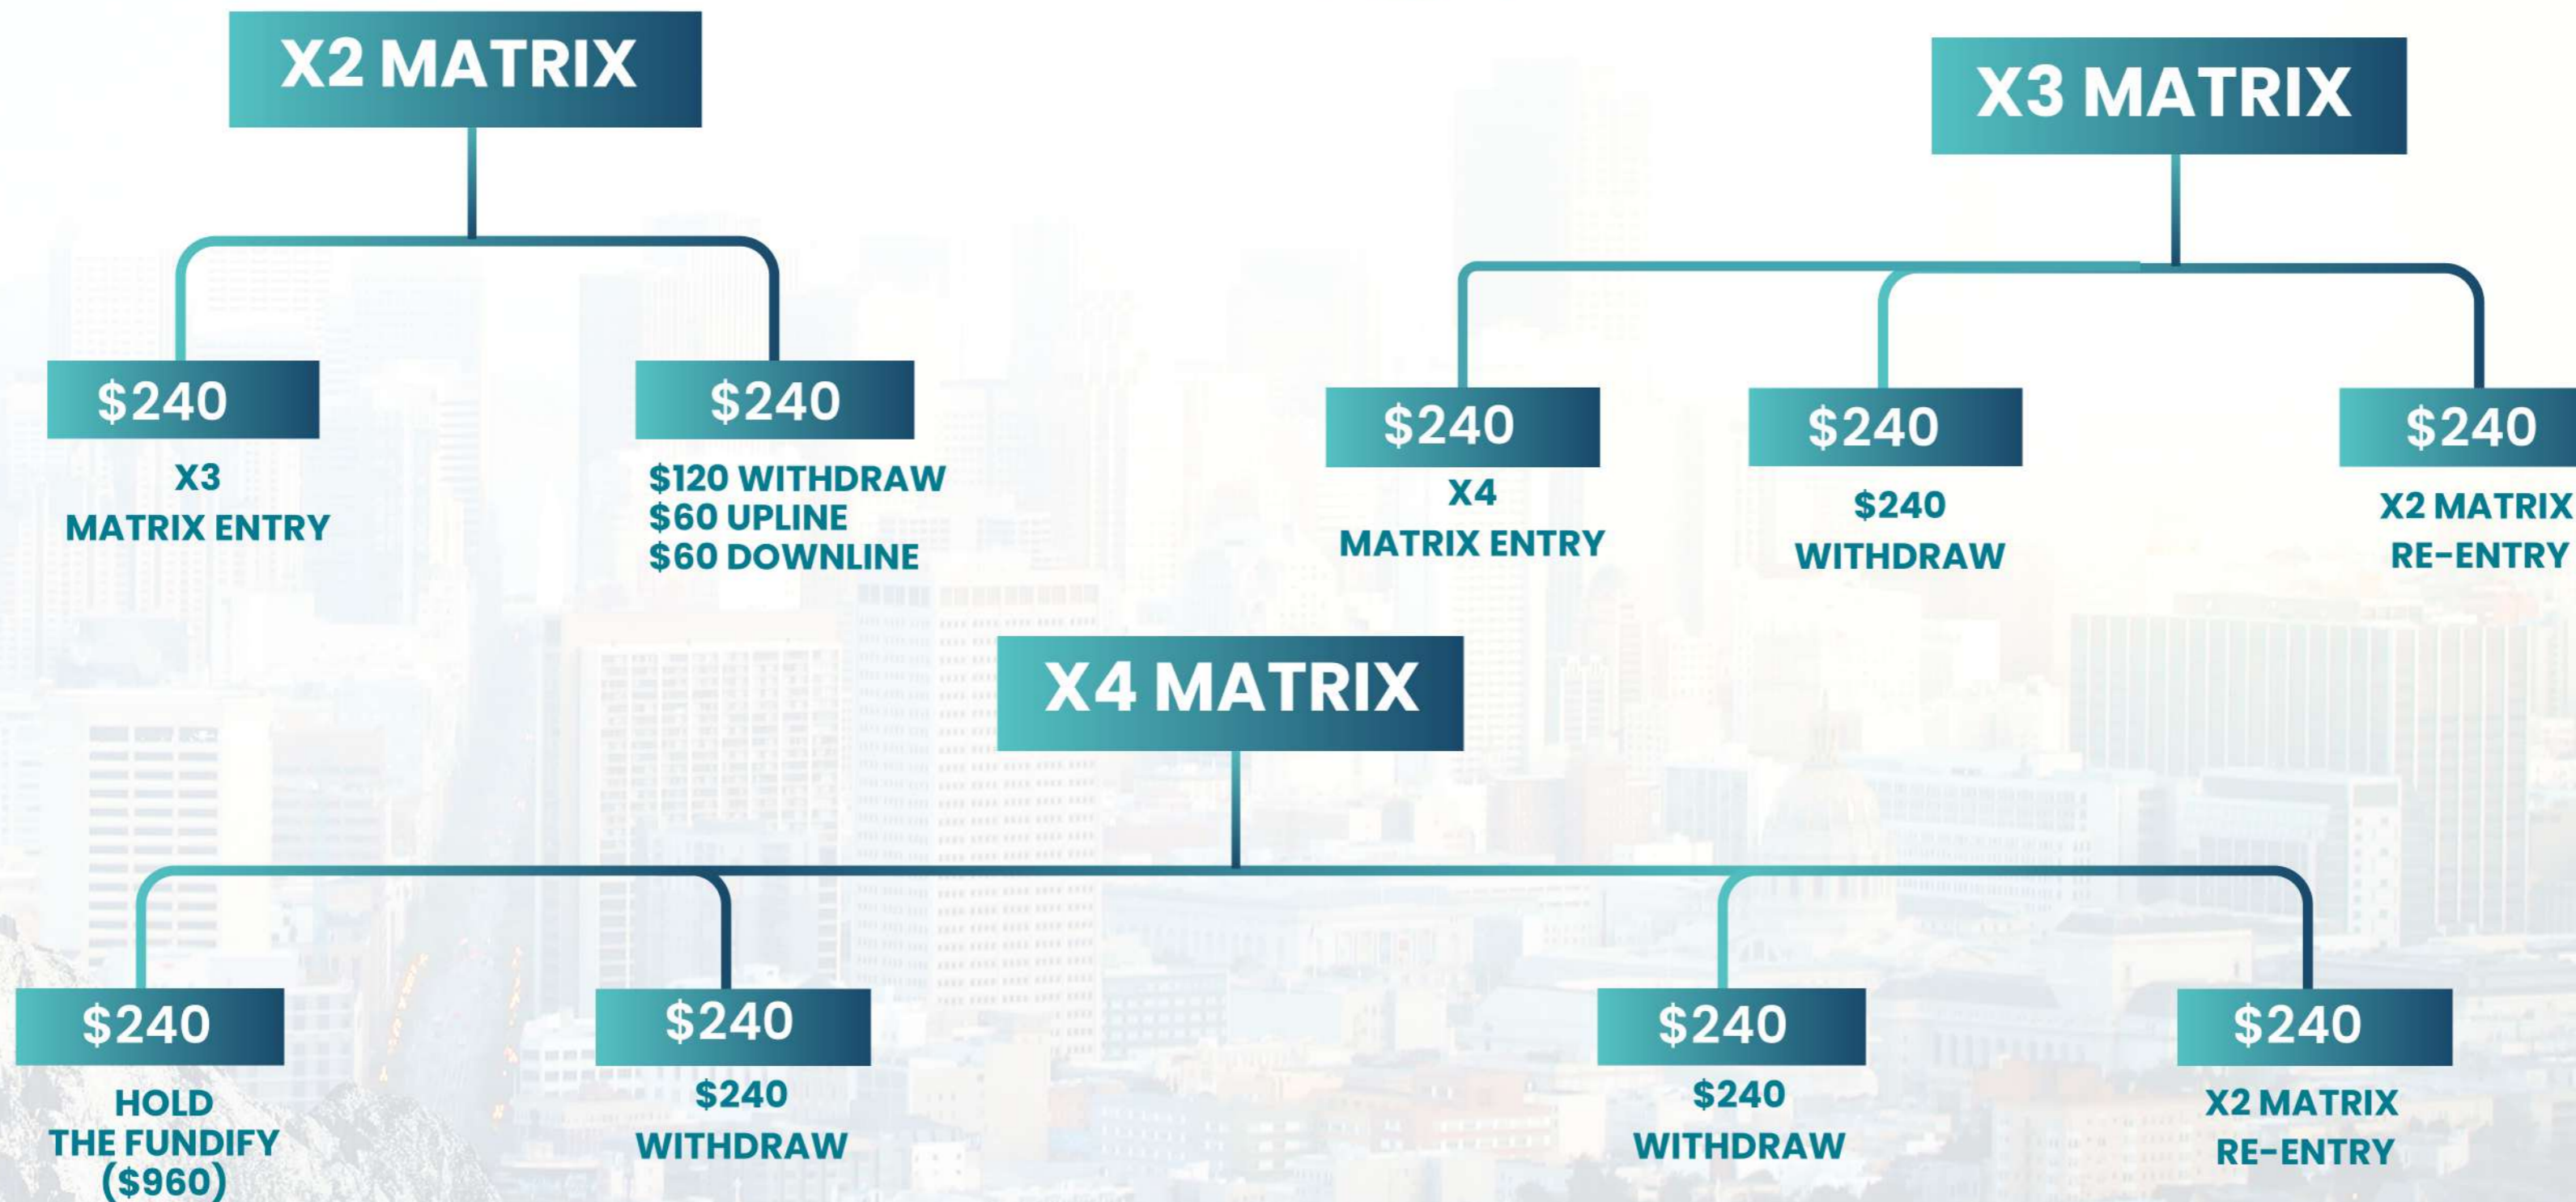 X2 MATRIX
$240
X3
MATRIX ENTRY
$240
$120 WITHDRAW
$60 UPLINE
$60 DOWNLINE
X3 MATRIX
$240
X4
MATRIX ENTRY
$240
$240
WITHDRAW
$240
X2 MATRIX
RE-ENTRY
X4 MATRIX
$240
HOLD
THE FUNDIFY
($960)
$240
$240
WITHDRAW
$240
$240
WITHDRAW
$240
X2 MATRIX
RE-ENTRY